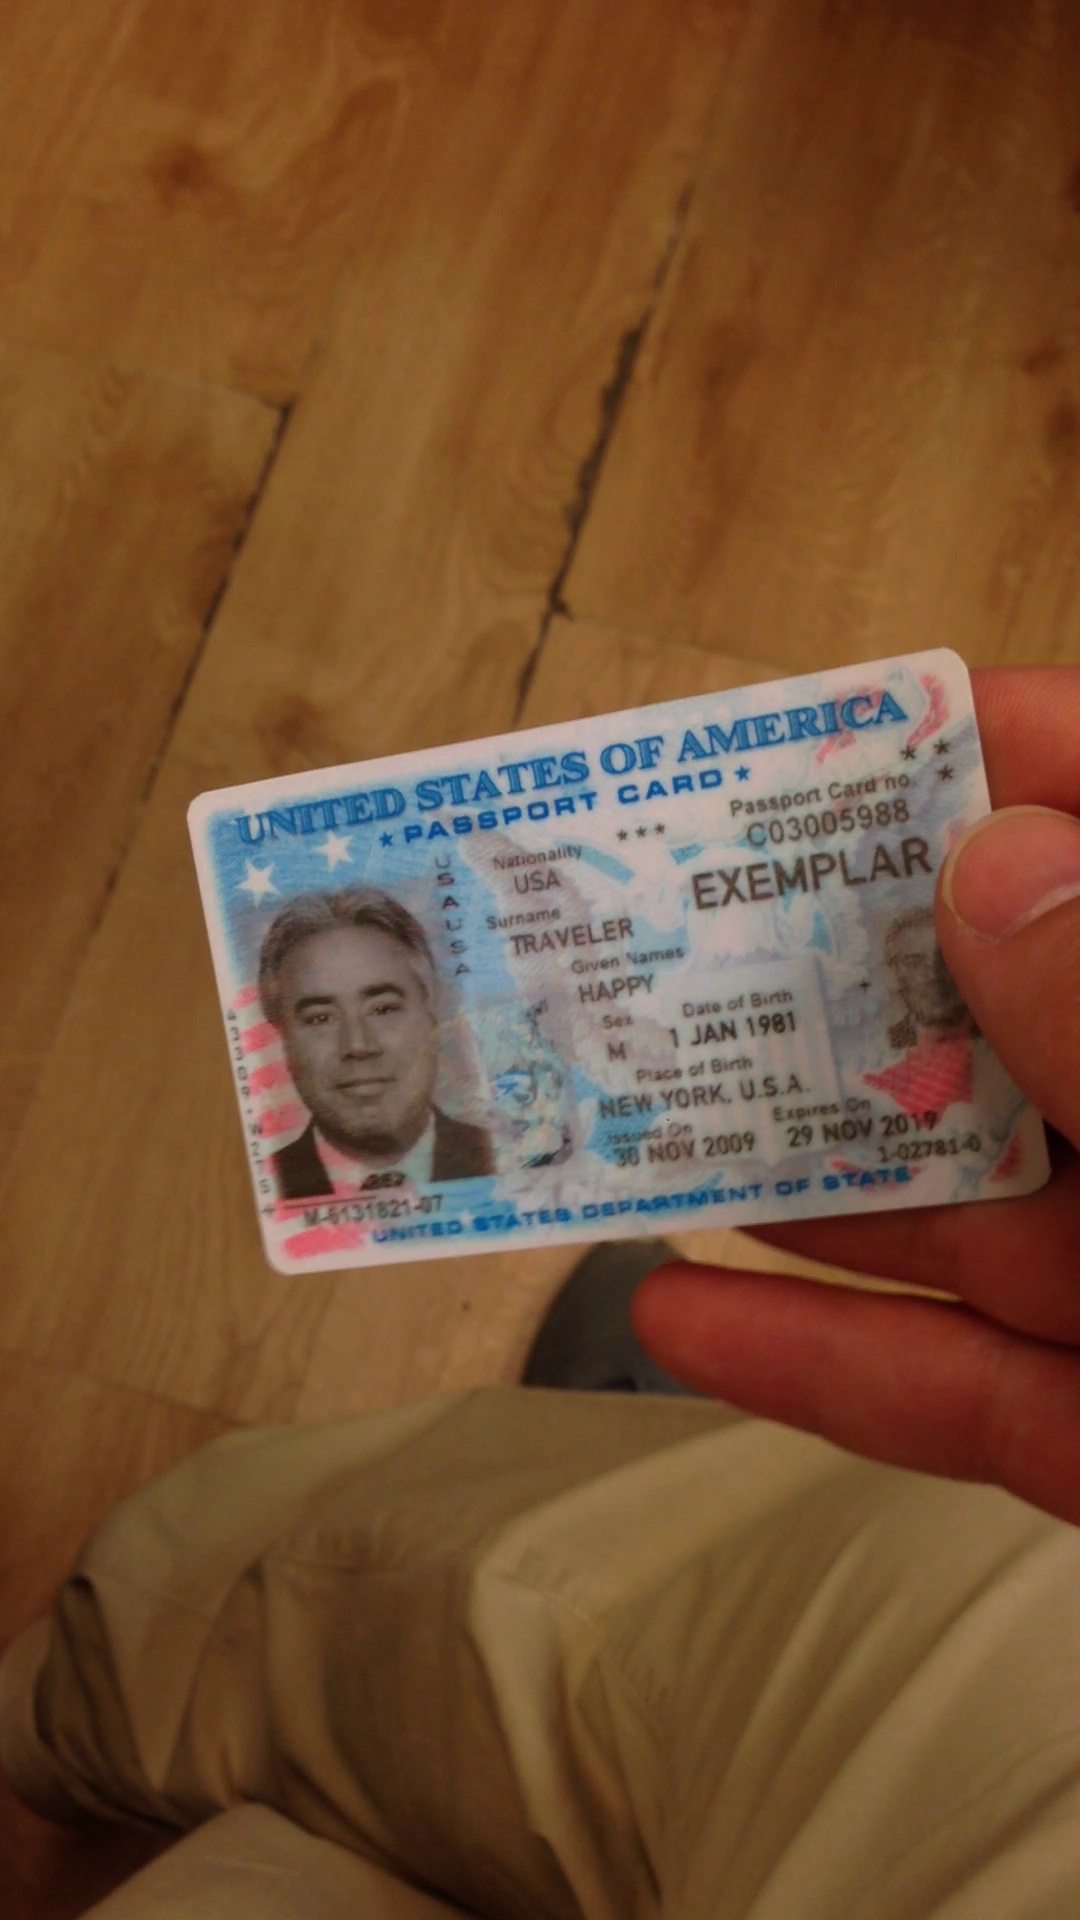 UNITED STATES OF AMERICA
★ PASSPORT CARD ★
Passport Card no.
C03005988
EXEMPLAR
USAUSA
Nationality
USA
***
Surname
TRAVELER
Given Names
HAPPY
Sex
M
Date of Birth
1 JAN 1981
Place of Birth
NEW YORK, U.S.A.
Issued On
30 NOV 2009
Expires On
29 NOV 2019
1-02781-0
M-6131821-07
UNITED STATES DEPARTMENT OF STATE